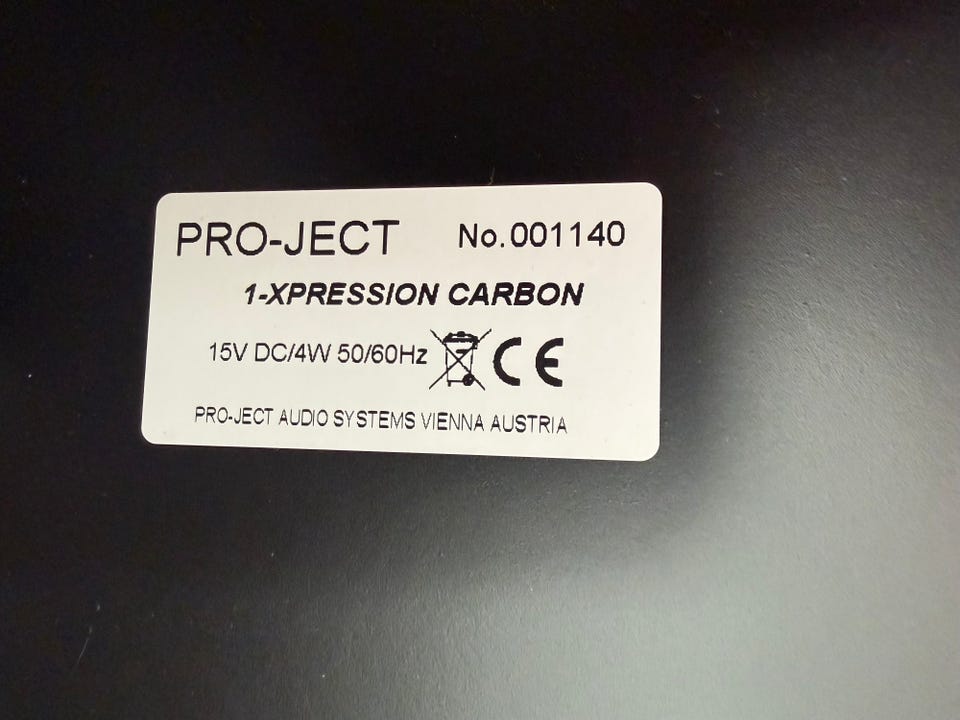 PRO-JECT No.001140
1-XPRESSION CARBON
15V DC/4W 50/60Hz CE
PRO-JECT AUDIO SYSTEMS VIENNA AUSTRIA